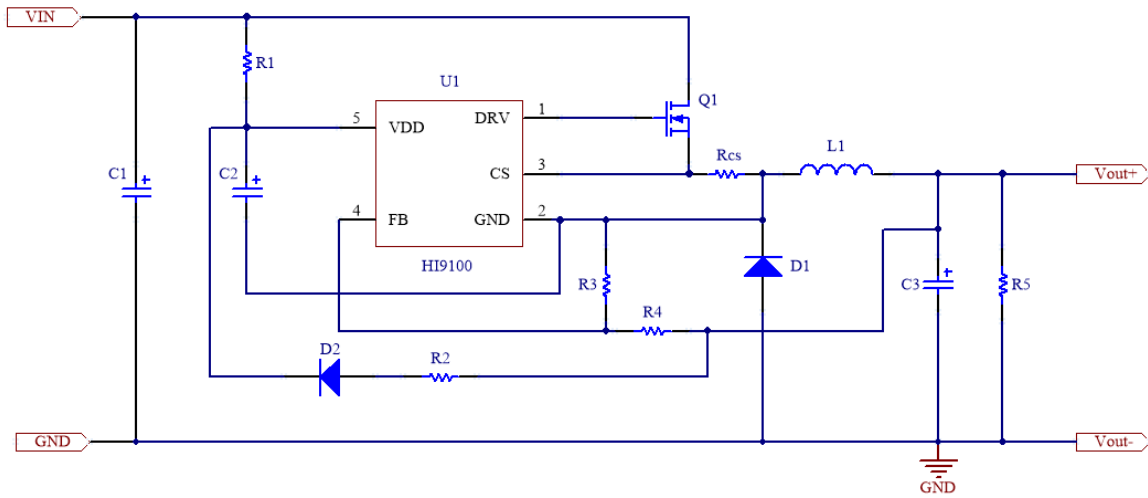 VIN
R1
U1
Q1
5
VDD
DRV
1
C1
C2
CS
3
Rcs
L1
Vout+
4
FB
GND
2
HI9100
R3
D1
C3
R5
R4
D2
R2
GND
Vout-
GND